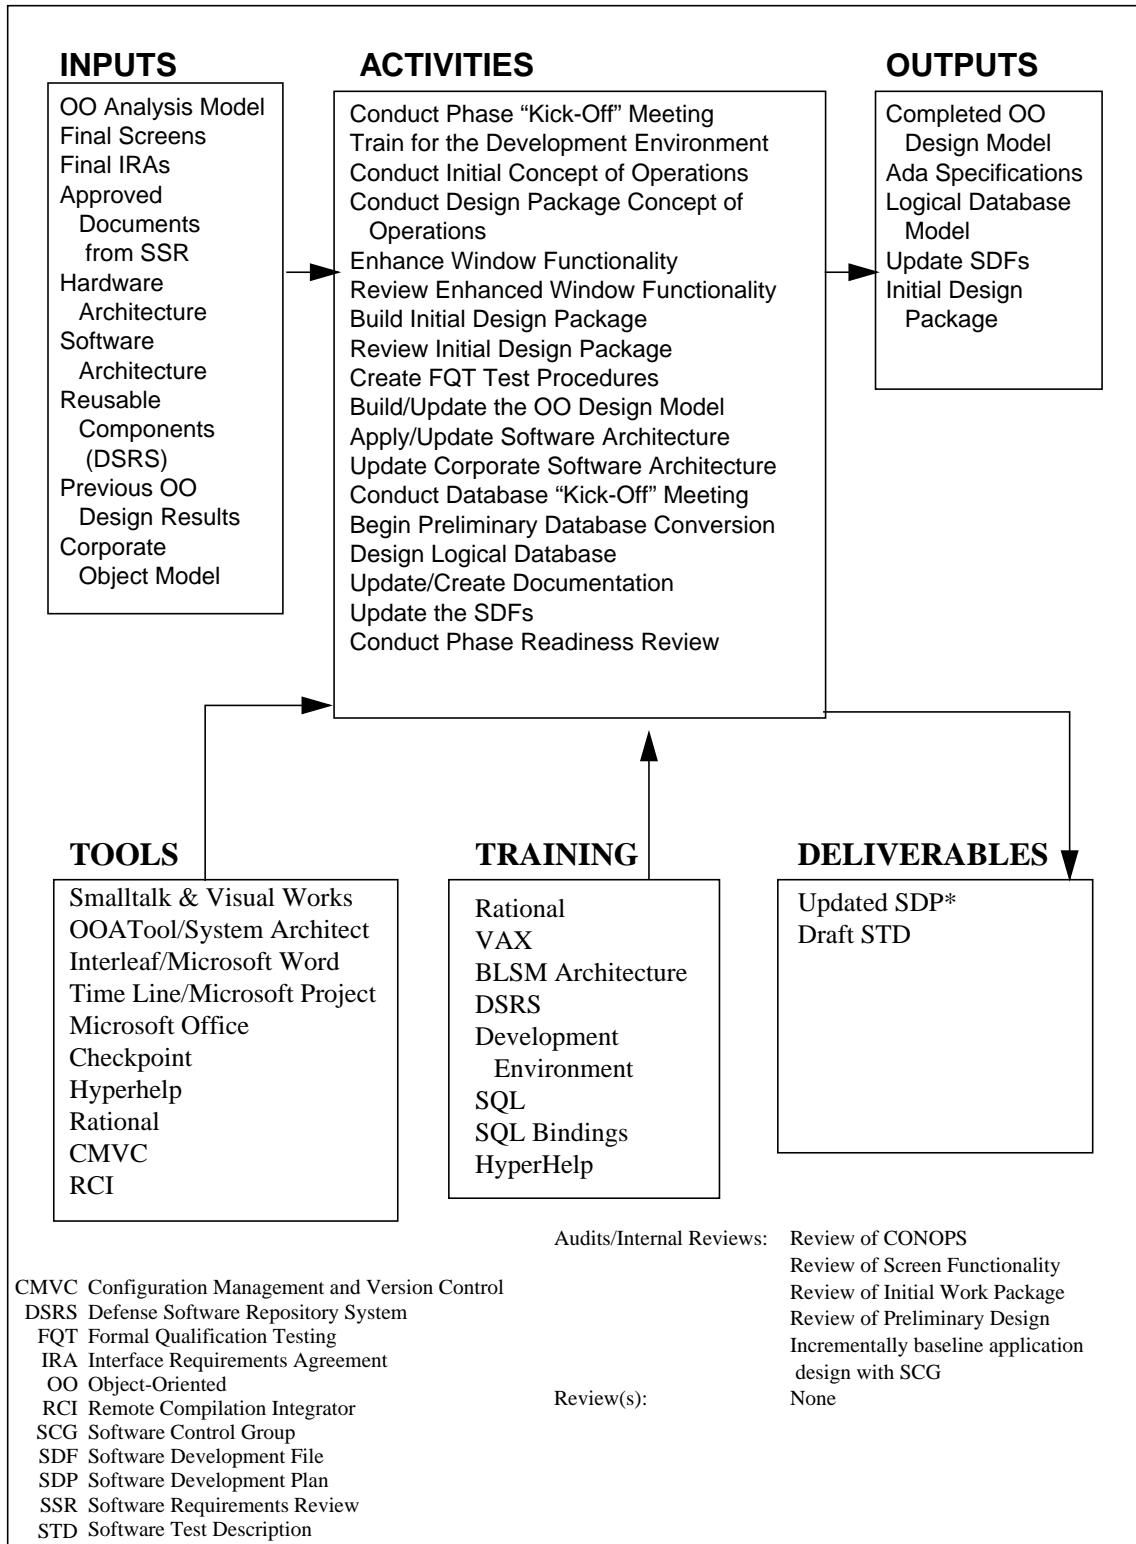 INPUTS
OO Analysis Model
Final Screens
Final IRAs
Approved
Documents
from SSR
Hardware
Architecture
Software
Architecture
Reusable
Components
(DSRS)
Previous OO
Design Results
Corporate
Object Model
ACTIVITIES
Conduct Phase “Kick-Off” Meeting
Train for the Development Environment
Conduct Initial Concept of Operations
Conduct Design Package Concept of
Operations
Enhance Window Functionality
Review Enhanced Window Functionality
Build Initial Design Package
Review Initial Design Package
Create FQT Test Procedures
Build/Update the OO Design Model
Apply/Update Software Architecture
Update Corporate Software Architecture
Conduct Database “Kick-Off” Meeting
Begin Preliminary Database Conversion
Design Logical Database
Update/Create Documentation
Update the SDFs
Conduct Phase Readiness Review
OUTPUTS
Completed OO
Design Model
Ada Specifications
Logical Database
Model
Update SDFs
Initial Design
Package
TOOLS
Smalltalk & Visual Works
OOATool/System Architect
Interleaf/Microsoft Word
Time Line/Microsoft Project
Microsoft Office
Checkpoint
Hyperhelp
Rational
CMVC
RCI
TRAINING
Rational
VAX
BLSM Architecture
DSRS
Development
Environment
SQL
SQL Bindings
HyperHelp
DELIVERABLES
Updated SDP*
Draft STD
Audits/Internal Reviews: Review of CONOPS
Review of Screen Functionality
Review of Initial Work Package
Review of Preliminary Design
Incrementally baseline application
design with SCG
Review(s): None
CMVC Configuration Management and Version Control
DSRS Defense Software Repository System
FQT Formal Qualification Testing
IRA Interface Requirements Agreement
OO Object-Oriented
RCI Remote Compilation Integrator
SCG Software Control Group
SDF Software Development File
SDP Software Development Plan
SSR Software Requirements Review
STD Software Test Description